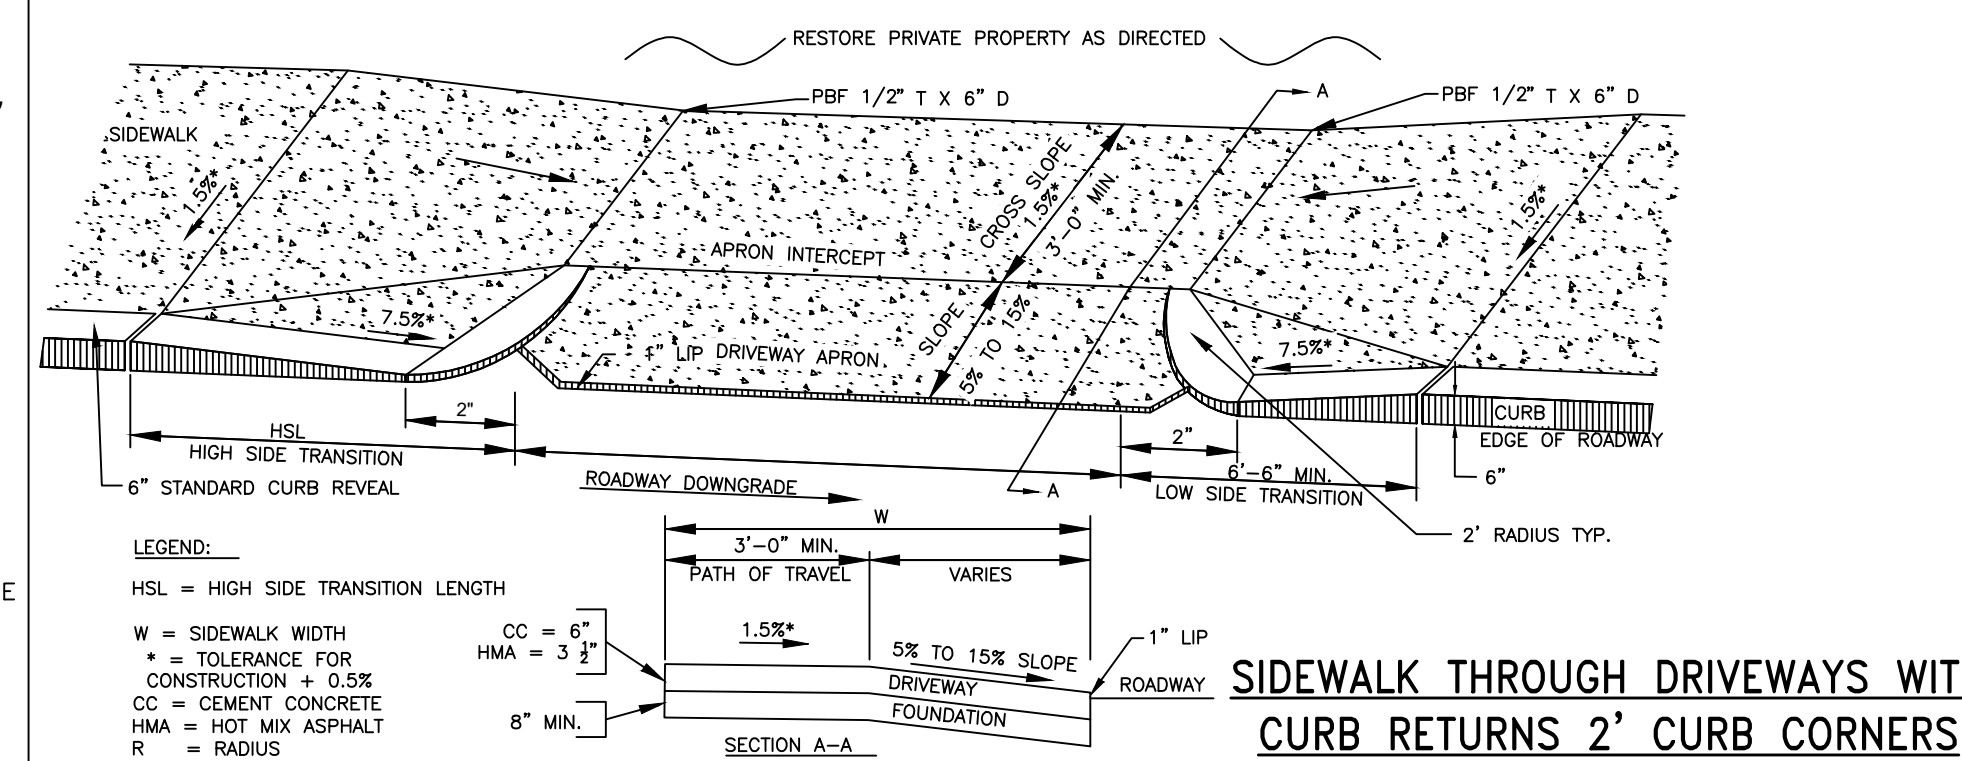 RESTORE PRIVATE PROPERTY AS DIRECTED
PBF 1/2" T X 6" D
A
PBF 1/2" T X 6" D
SIDEWALK
1.5%*
CROSS SLOPE
1.5%*
3'-0" MIN.
1.5%*
APRON INTERCEPT
7.5%*
SLOPE
5% TO 15%
1" LIP DRIVEWAY APRON
7.5%*
2"
HSL
HIGH SIDE TRANSITION
6" STANDARD CURB REVEAL
ROADWAY DOWNGRADE
A
2"
6'-6" MIN.
LOW SIDE TRANSITION
CURB
EDGE OF ROADWAY
6"
2' RADIUS TYP.
LEGEND:
HSL = HIGH SIDE TRANSITION LENGTH
W = SIDEWALK WIDTH
* = TOLERANCE FOR
CONSTRUCTION + 0.5%
CC = CEMENT CONCRETE
HMA = HOT MIX ASPHALT
R = RADIUS
E
W
3'-0" MIN.
PATH OF TRAVEL
VARIES
CC = 6"
HMA = 3 1/2"
8" MIN.
1.5%*
5% TO 15% SLOPE
DRIVEWAY
FOUNDATION
1" LIP
ROADWAY
SECTION A-A
SIDEWALK THROUGH DRIVEWAYS WIT
CURB RETURNS 2' CURB CORNERS